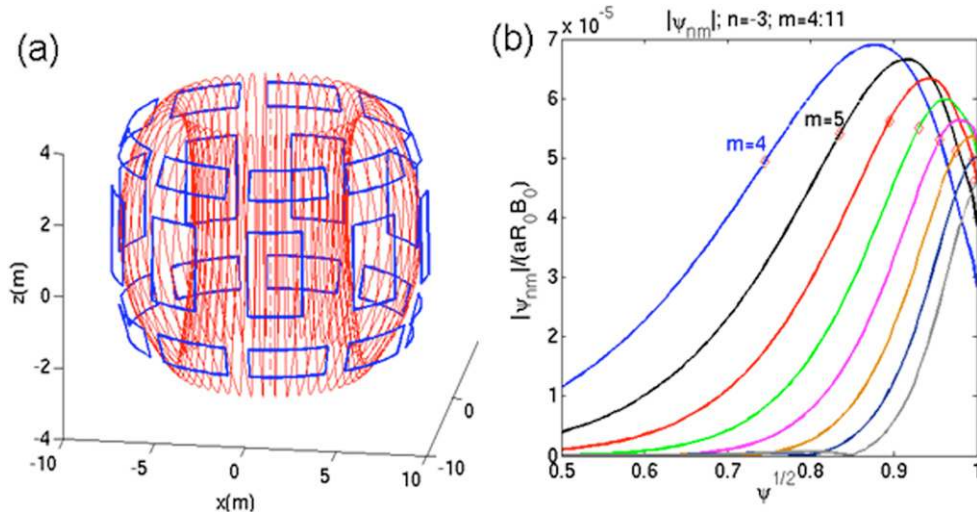 (a)
4
2
0
-2
-4
z(m)
-10
-5
0
5
10
x(m)
-10
0
(b)
|ψnm|; n=-3; m=4:11
7 x 10-5
6
5
4
3
2
1
0
|ψnm|/(aR0B0)
m=4
m=5
0.5
0.6
0.7
0.8
0.9
1
ψ1/2